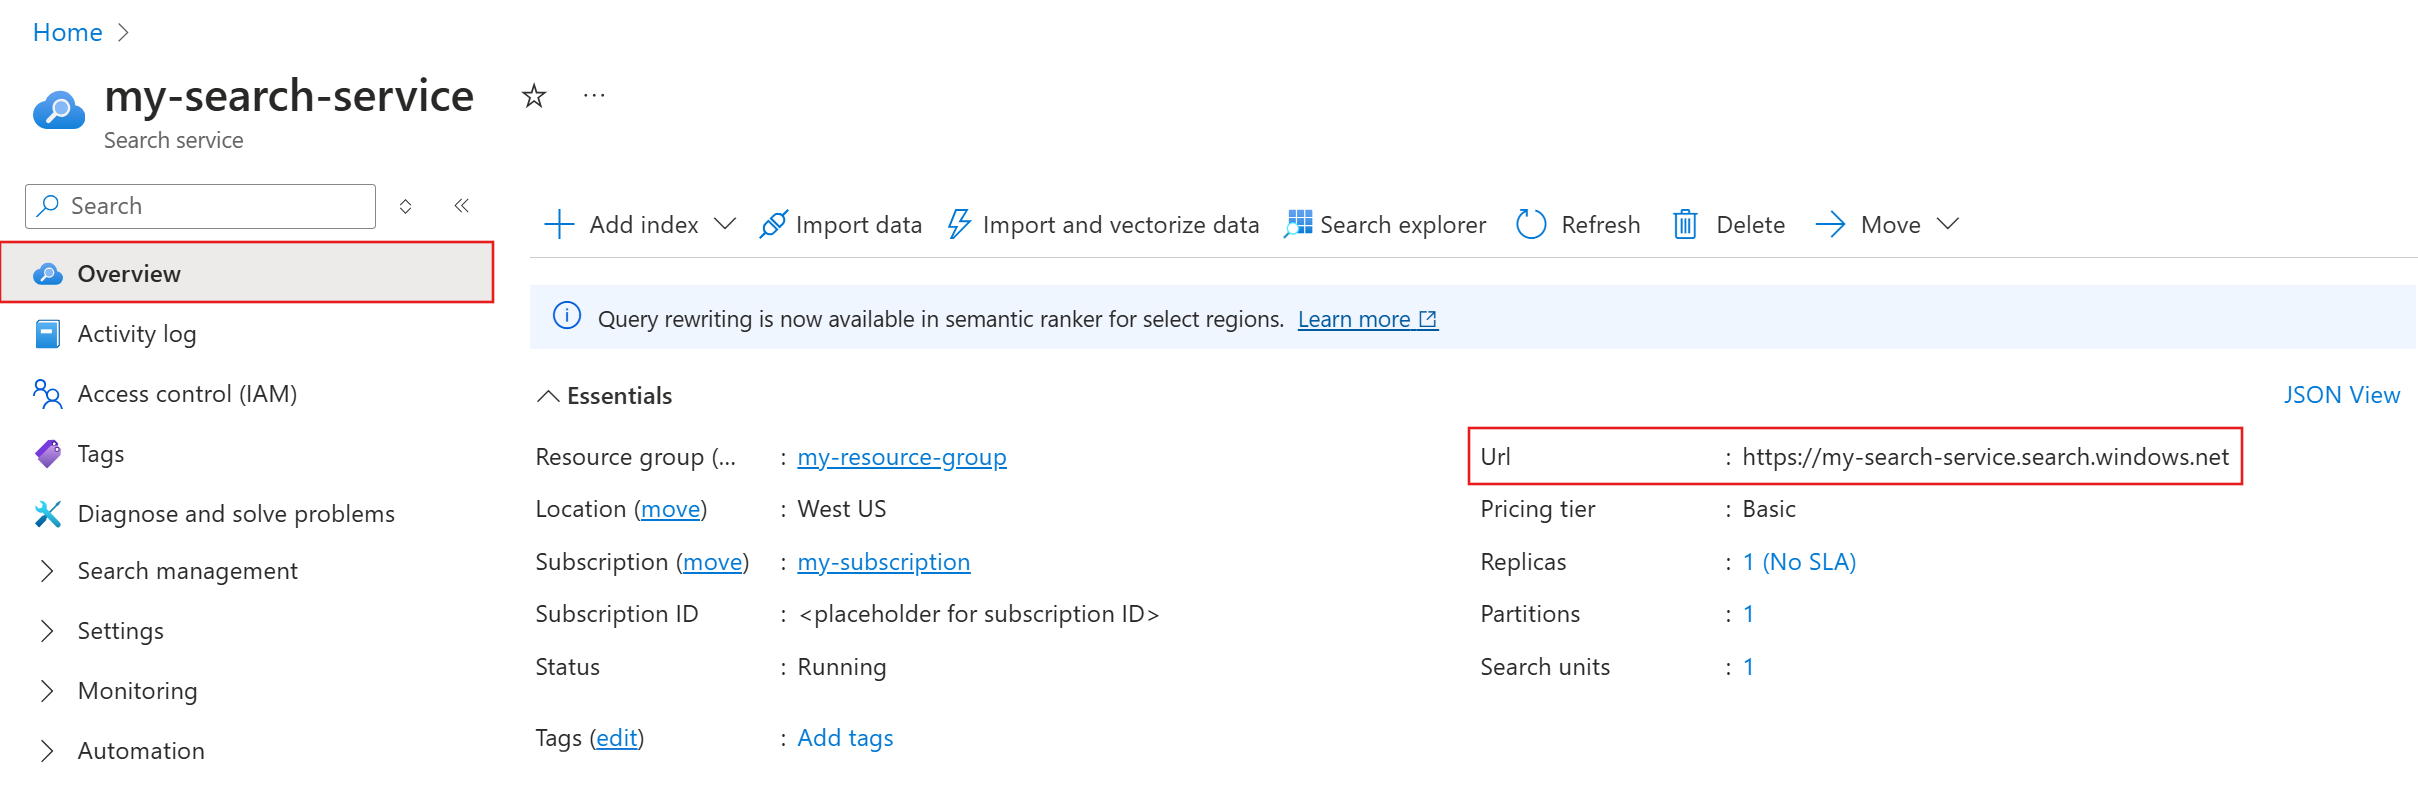 Home
my-search-service
Search service
Search
Overview
Activity log
Access control (IAM)
Tags
Diagnose and solve problems
Search management
Settings
Monitoring
Automation
Add index Import data Import and vectorize data Search explorer Refresh Delete Move
Query rewriting is now available in semantic ranker for select regions. Learn more
Essentials
JSON View
Resource group (... : my-resource-group
Location (move) : West US
Subscription (move) : my-subscription
Subscription ID : <placeholder for subscription ID>
Status : Running
Tags (edit) : Add tags
Url : https://my-search-service.search.windows.net
Pricing tier : Basic
Replicas : 1 (No SLA)
Partitions : 1
Search units : 1